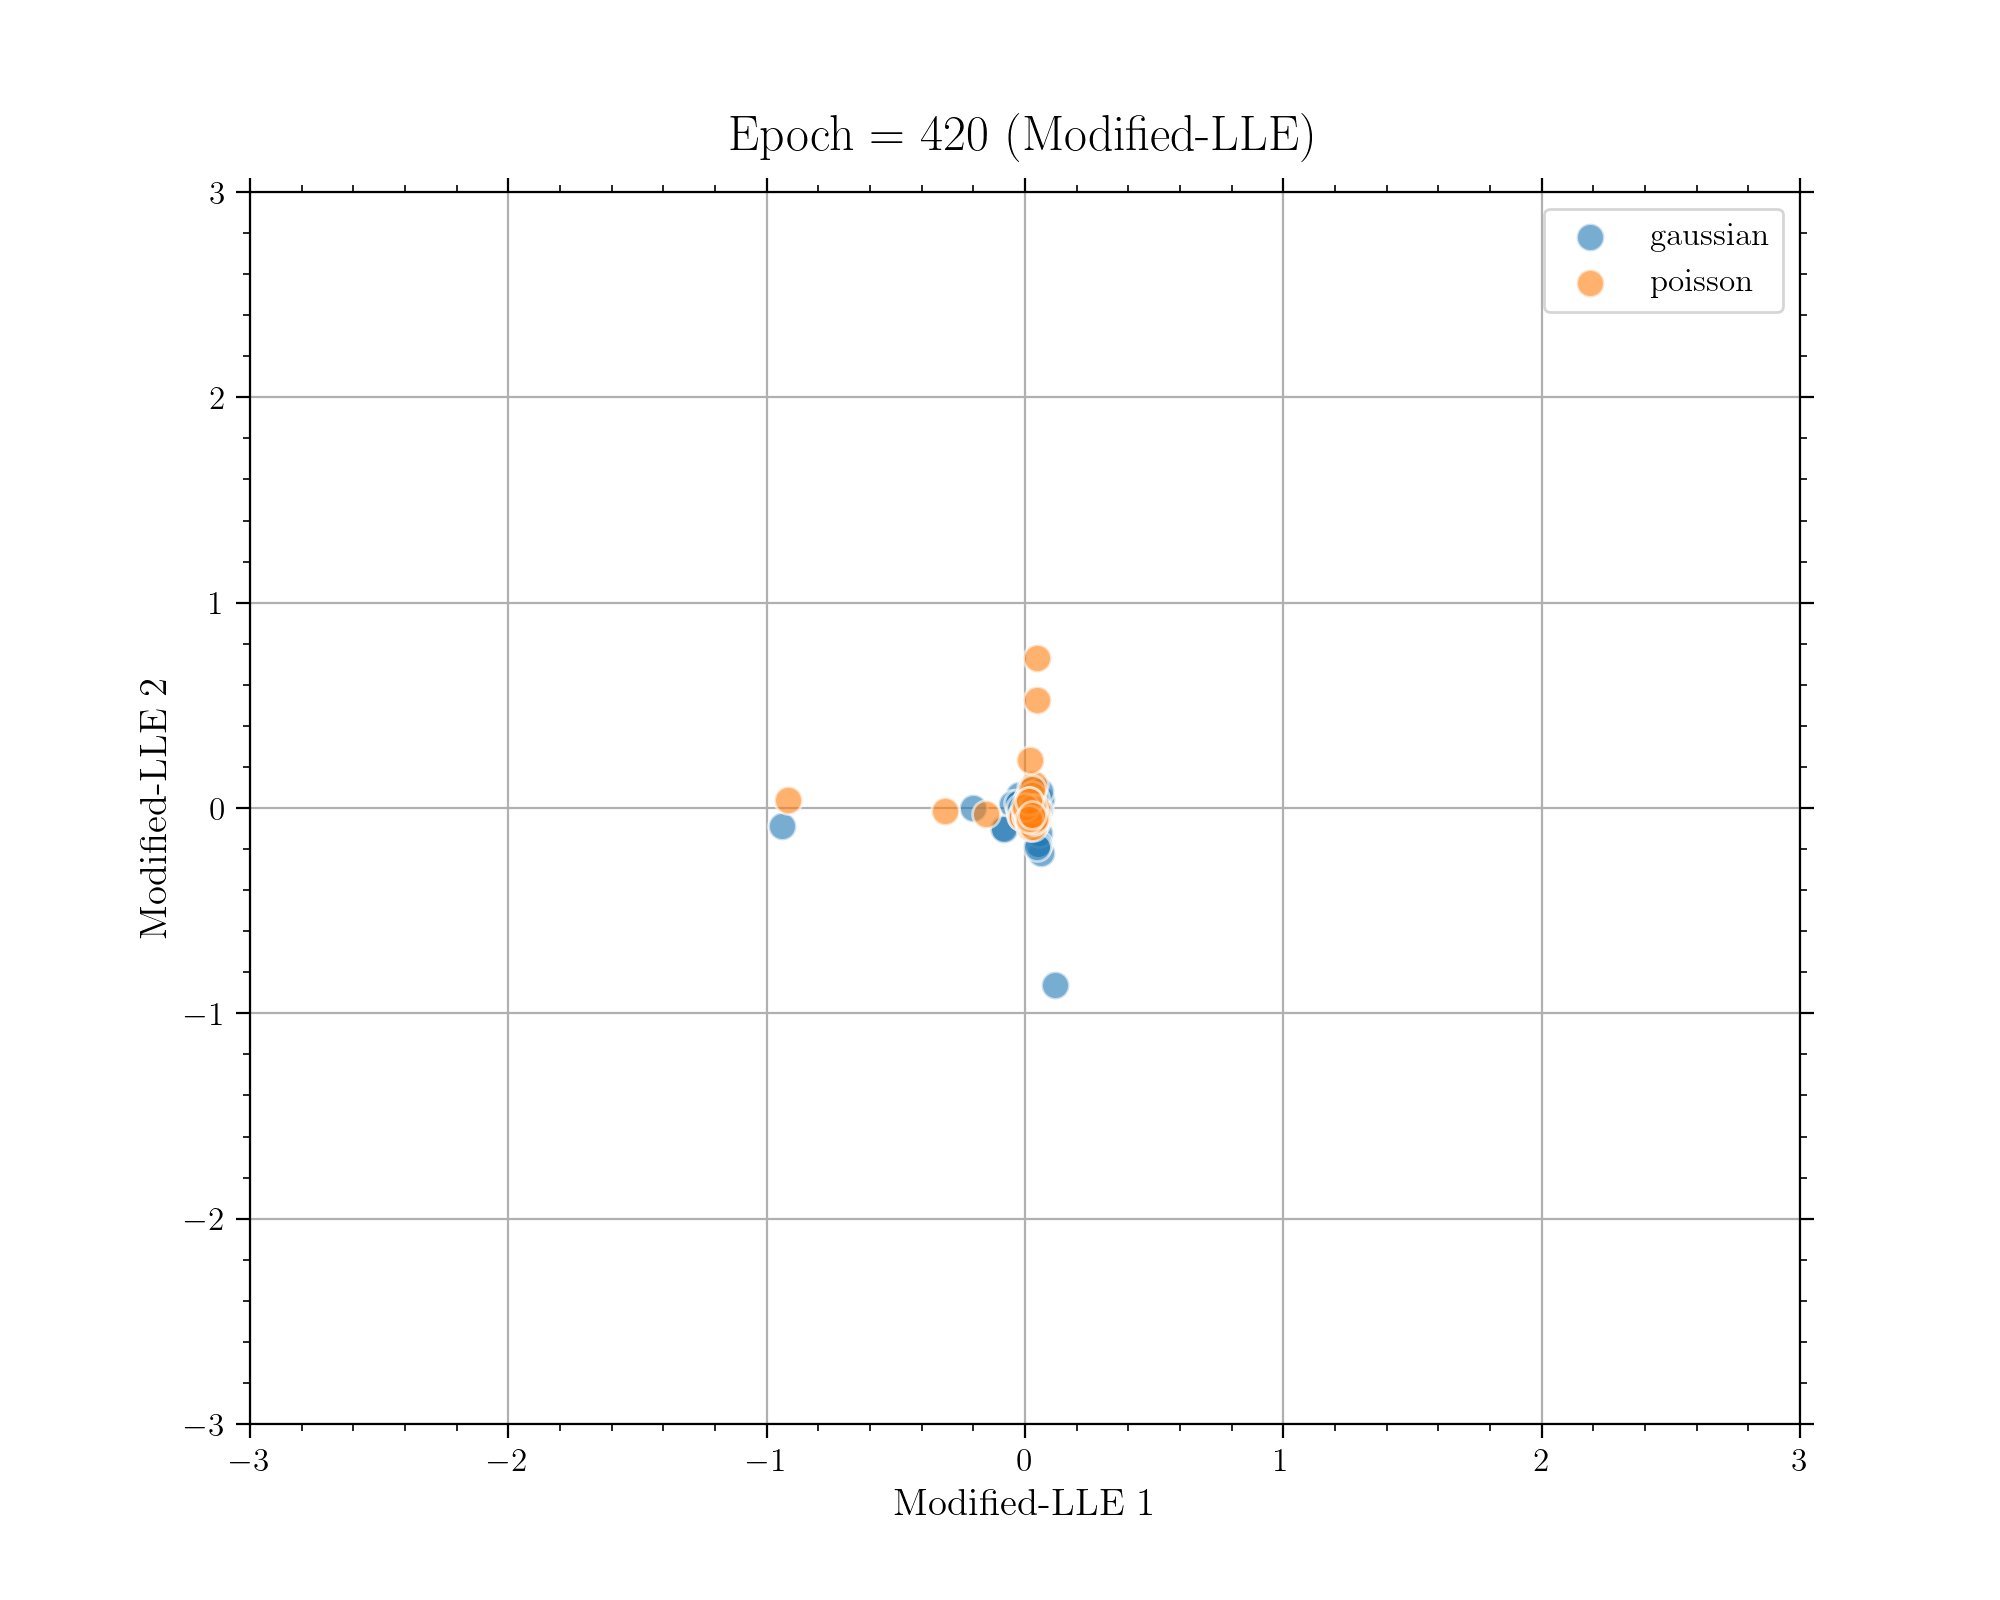 Epoch = 420 (Modified-LLE)
gaussian
poisson
3
2
1
0
−1
−2
−3
Modified-LLE 2
−3
−2
−1
0
1
2
3
Modified-LLE 1